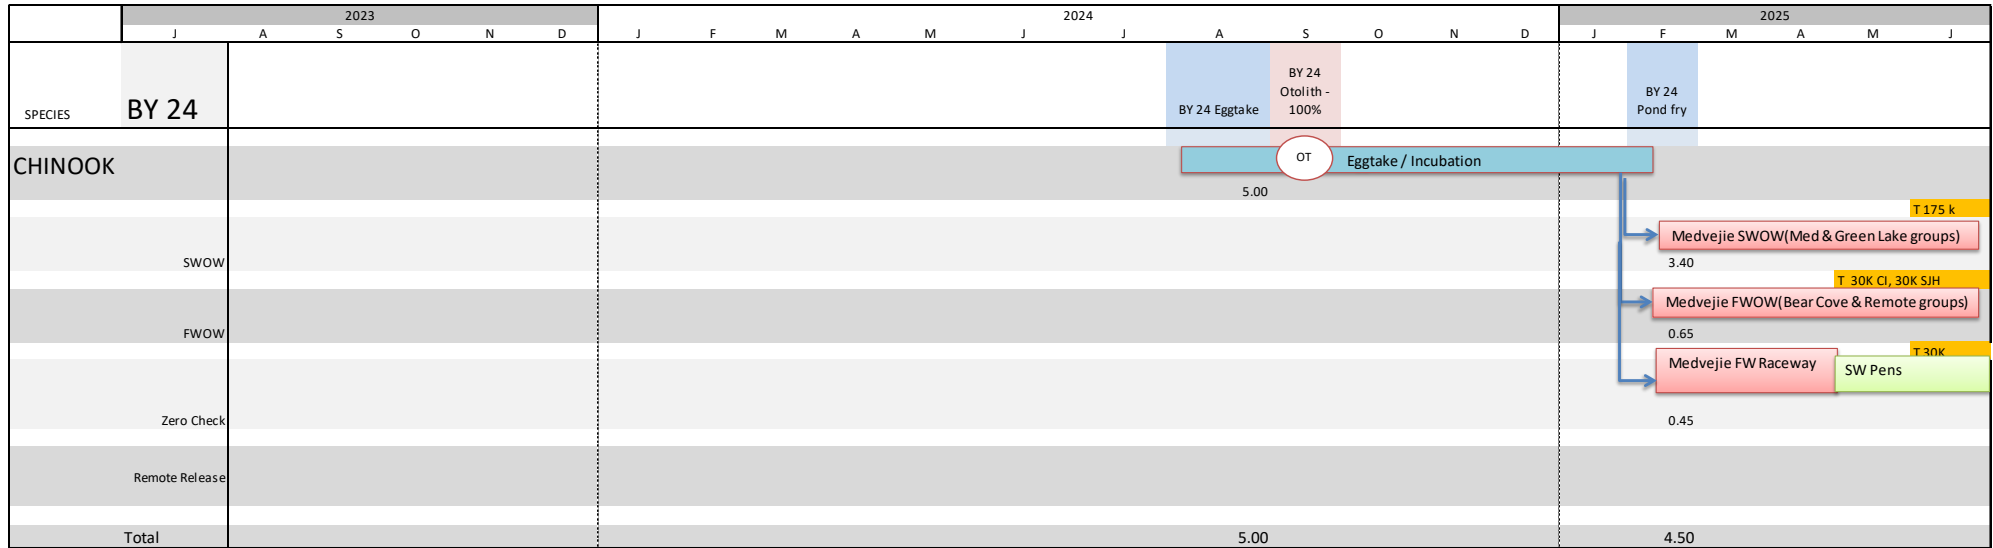 2023 2024 2025
J A S O N D J F M A M J J A S O N D J F M A M J
BY 24
Otolith -
100%
BY 24
Pond fry
SPECIES BY 24 BY 24 Eggtake
CHINOOK OT Eggtake / Incubation
5.00
T 175 k
Medvejie SWOW(Med & Green Lake groups)
SWOW 3.40
T 30K CI, 30K SJH
Medvejie FWOW(Bear Cove & Remote groups)
FWOW 0.65
T 30K
Medvejie FW Raceway SW Pens
Zero Check 0.45
Remote Release
Total 5.00 4.50